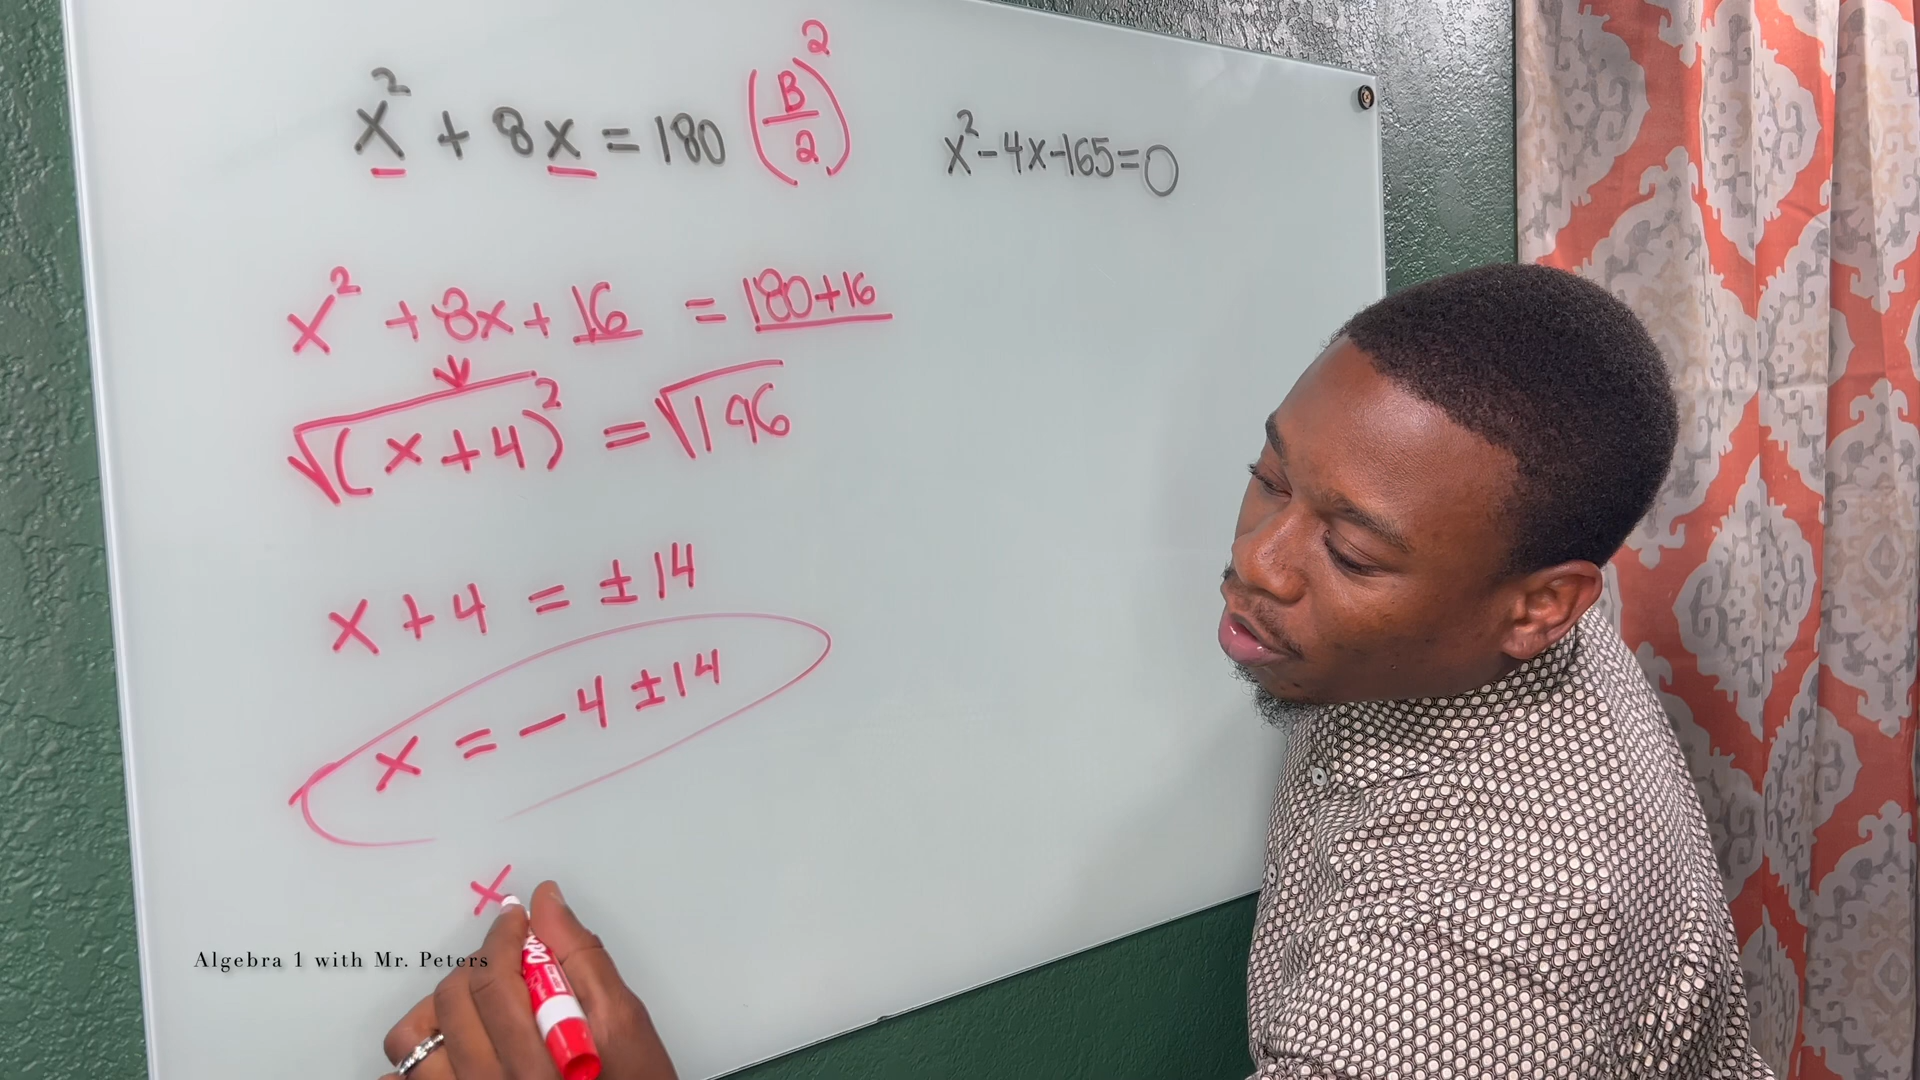 x² + 8x = 180 (B/2)²
x² + 8x + 16 = 180+16
√(x+4)² = √196
x + 4 = ±14
x = -4 ±14
x
x²-4x-165=0
Algebra 1 with Mr. Peters